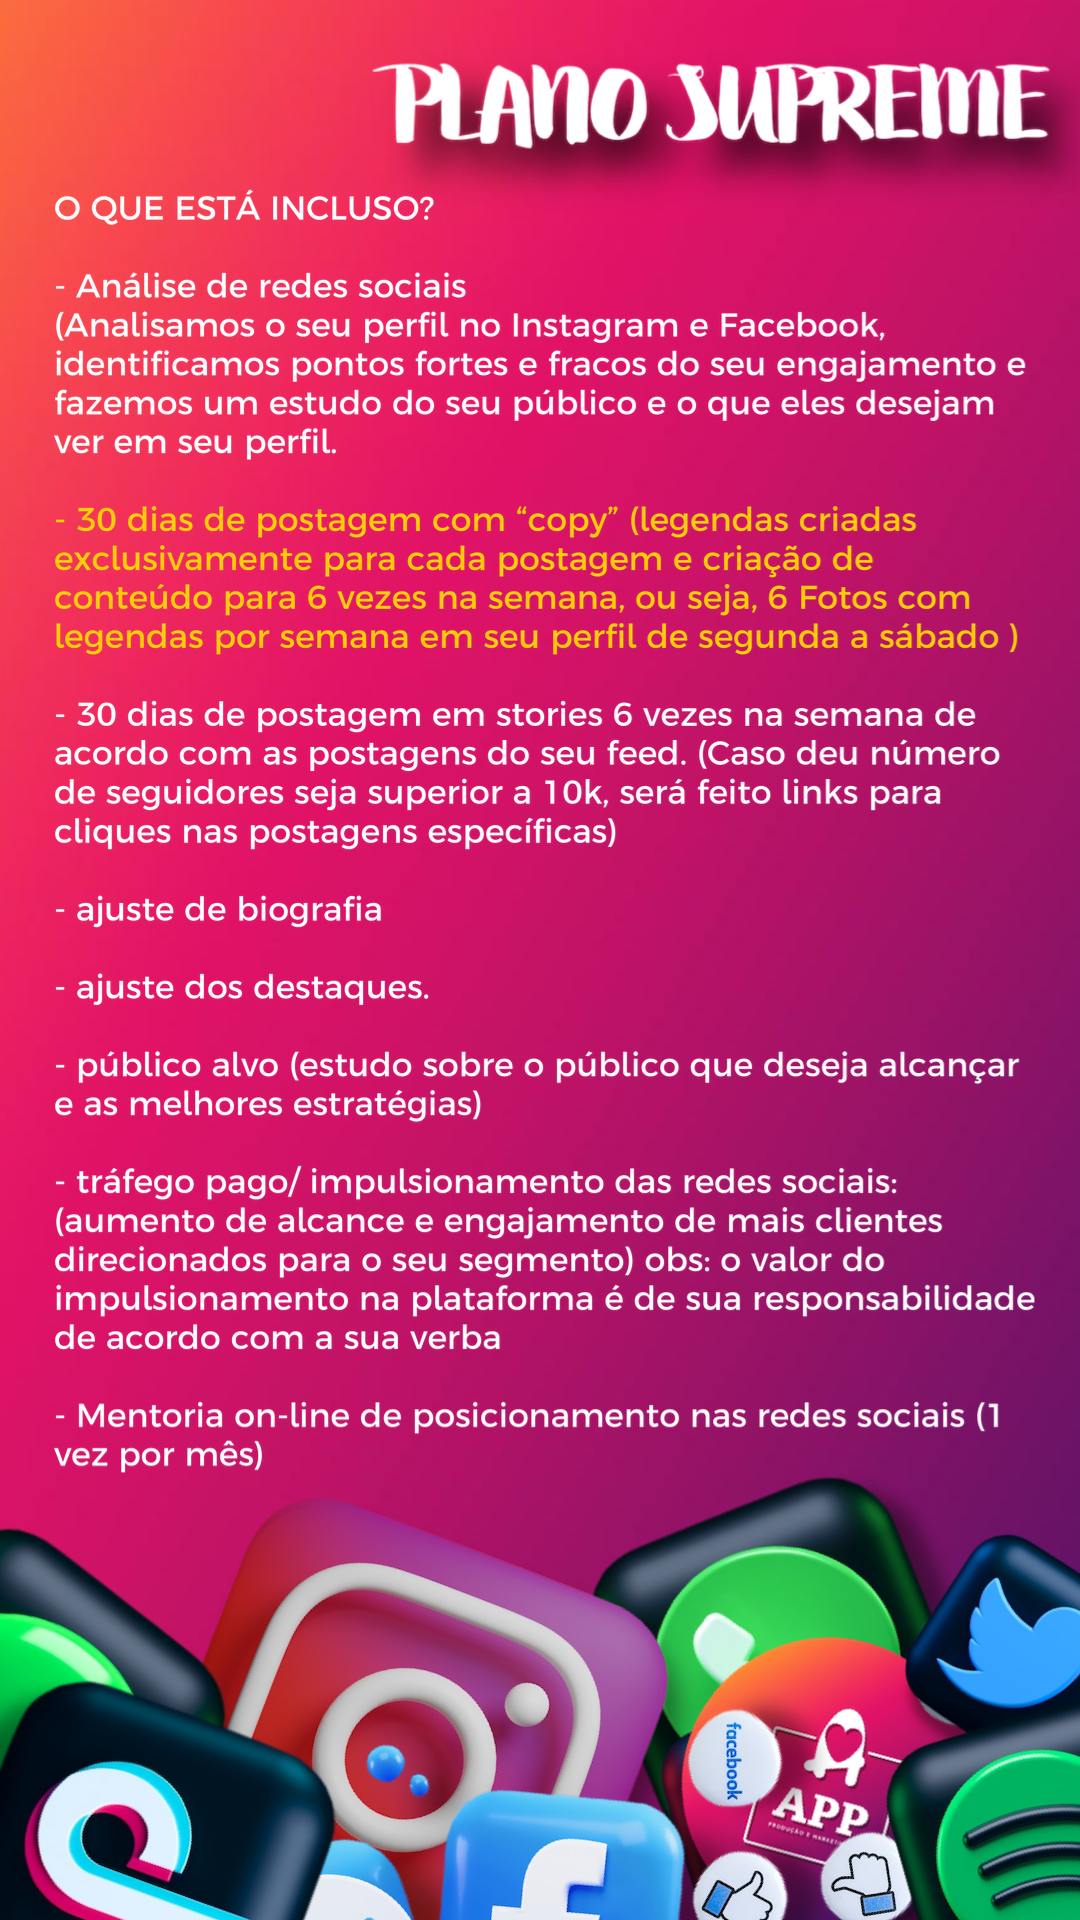 PLANO SUPREME
O QUE ESTÁ INCLUSO?
- Análise de redes sociais
(Analisamos o seu perfil no Instagram e Facebook,
identificamos pontos fortes e fracos do seu engajamento e
fazemos um estudo do seu público e o que eles desejam
ver em seu perfil.
- 30 dias de postagem com “copy” (legendas criadas
exclusivamente para cada postagem e criação de
conteúdo para 6 vezes na semana, ou seja, 6 Fotos com
legendas por semana em seu perfil de segunda a sábado )
- 30 dias de postagem em stories 6 vezes na semana de
acordo com as postagens do seu feed. (Caso deu número
de seguidores seja superior a 10k, será feito links para
cliques nas postagens específicas)
- ajuste de biografia
- ajuste dos destaques.
- público alvo (estudo sobre o público que deseja alcançar
e as melhores estratégias)
- tráfego pago/ impulsionamento das redes sociais:
(aumento de alcance e engajamento de mais clientes
direcionados para o seu segmento) obs: o valor do
impulsionamento na plataforma é de sua responsabilidade
de acordo com a sua verba
- Mentoria on-line de posicionamento nas redes sociais (1
vez por mês)
facebook
APP
PRODUÇÃO E